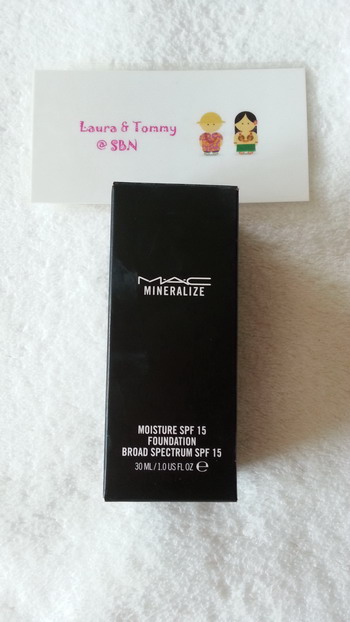 Laura & Tommy
@ SBN
MAC
MINERALIZE
MOISTURE SPF 15
FOUNDATION
BROAD SPECTRUM SPF 15
30 ML / 1.0 US FL OZ ℮